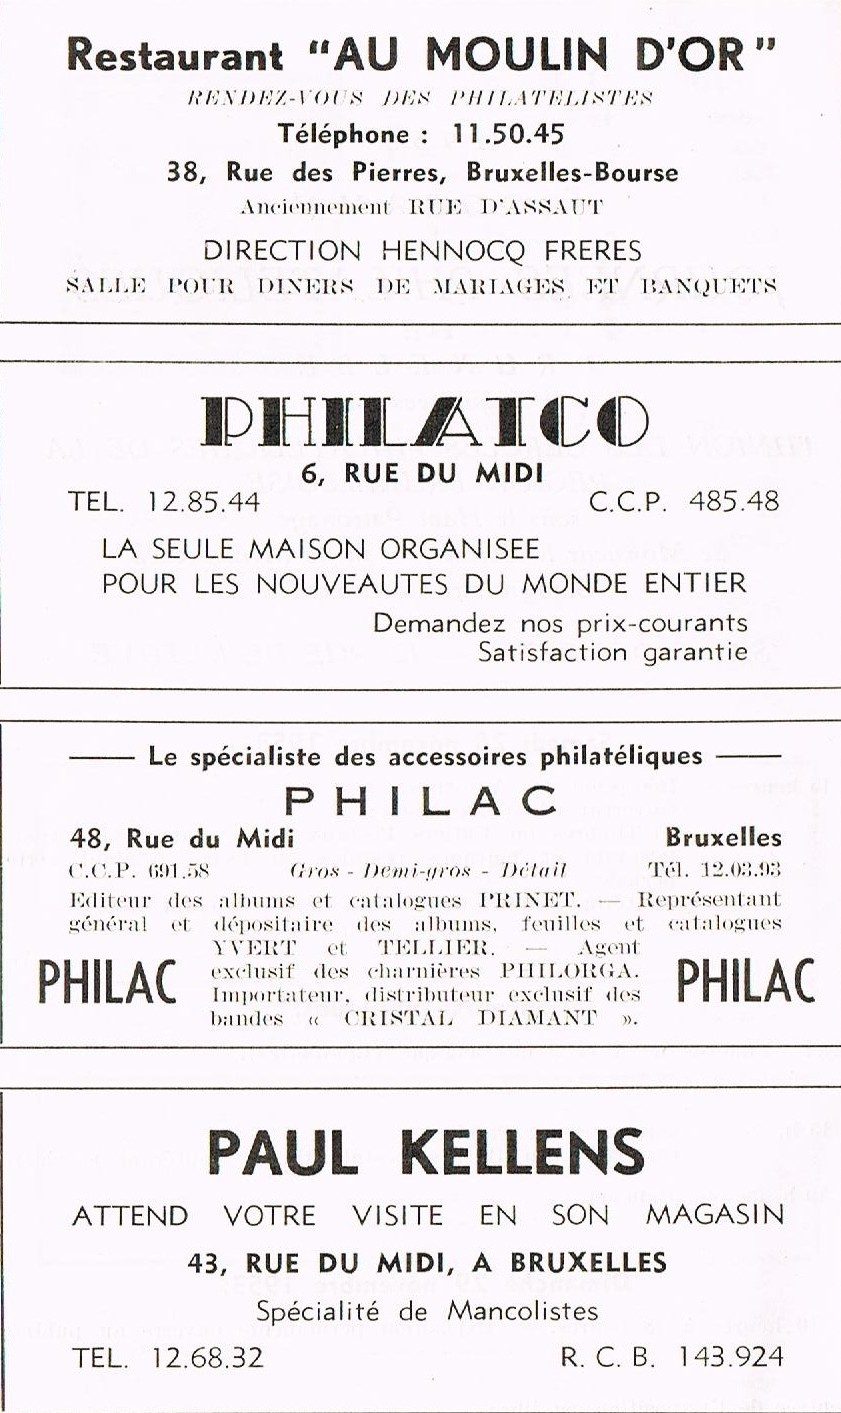 Restaurant "AU MOULIN D'OR"
RENDEZ-VOUS DES PHILATELISTES
Téléphone : 11.50.45
38, Rue des Pierres, Bruxelles-Bourse
Anciennement RUE D'ASSAUT
DIRECTION HENNOCQ FRERES
SALLE POUR DINERS DE MARIAGES ET BANQUETS
PHILATCO
6, RUE DU MIDI
TEL. 12.85.44 C.C.P. 485.48
LA SEULE MAISON ORGANISEE
POUR LES NOUVEAUTES DU MONDE ENTIER
Demandez nos prix-courants
Satisfaction garantie
Le spécialiste des accessoires philatéliques
PHILAC
48, Rue du Midi Bruxelles
C.C.P. 691.58 Gros - Demi-gros - Détail Tél. 12.03.93
Editeur des albums et catalogues PRINET. — Représentant
général et dépositaire des albums, feuilles et catalogues
YVERT et TELLIER. — Agent
exclusif des charnières PHILORGA.
Importateur, distributeur exclusif des
bandes « CRISTAL DIAMANT ».
PHILAC PHILAC
PAUL KELLENS
ATTEND VOTRE VISITE EN SON MAGASIN
43, RUE DU MIDI, A BRUXELLES
Spécialité de Mancolistes
TEL. 12.68.32 R. C. B. 143.924